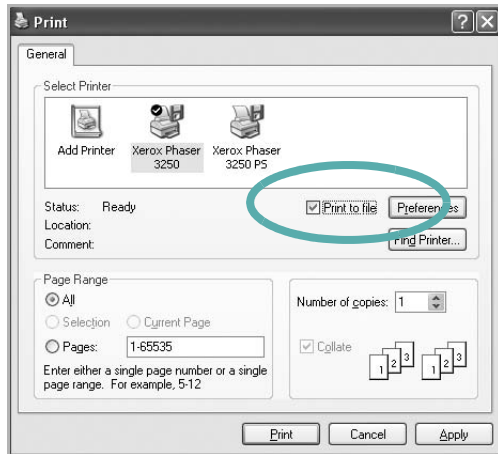 Print
General
Select Printer
Add Printer
Xerox Phaser 3250
Xerox Phaser 3250 PS
Status: Ready
Location:
Comment:
Print to file
Preferences
Find Printer...
Page Range
All
Selection
Current Page
Pages: 1-65535
Enter either a single page number or a single
page range. For example, 5-12
Number of copies: 1
Collate
1 2 3 1 2 3
Print Cancel Apply